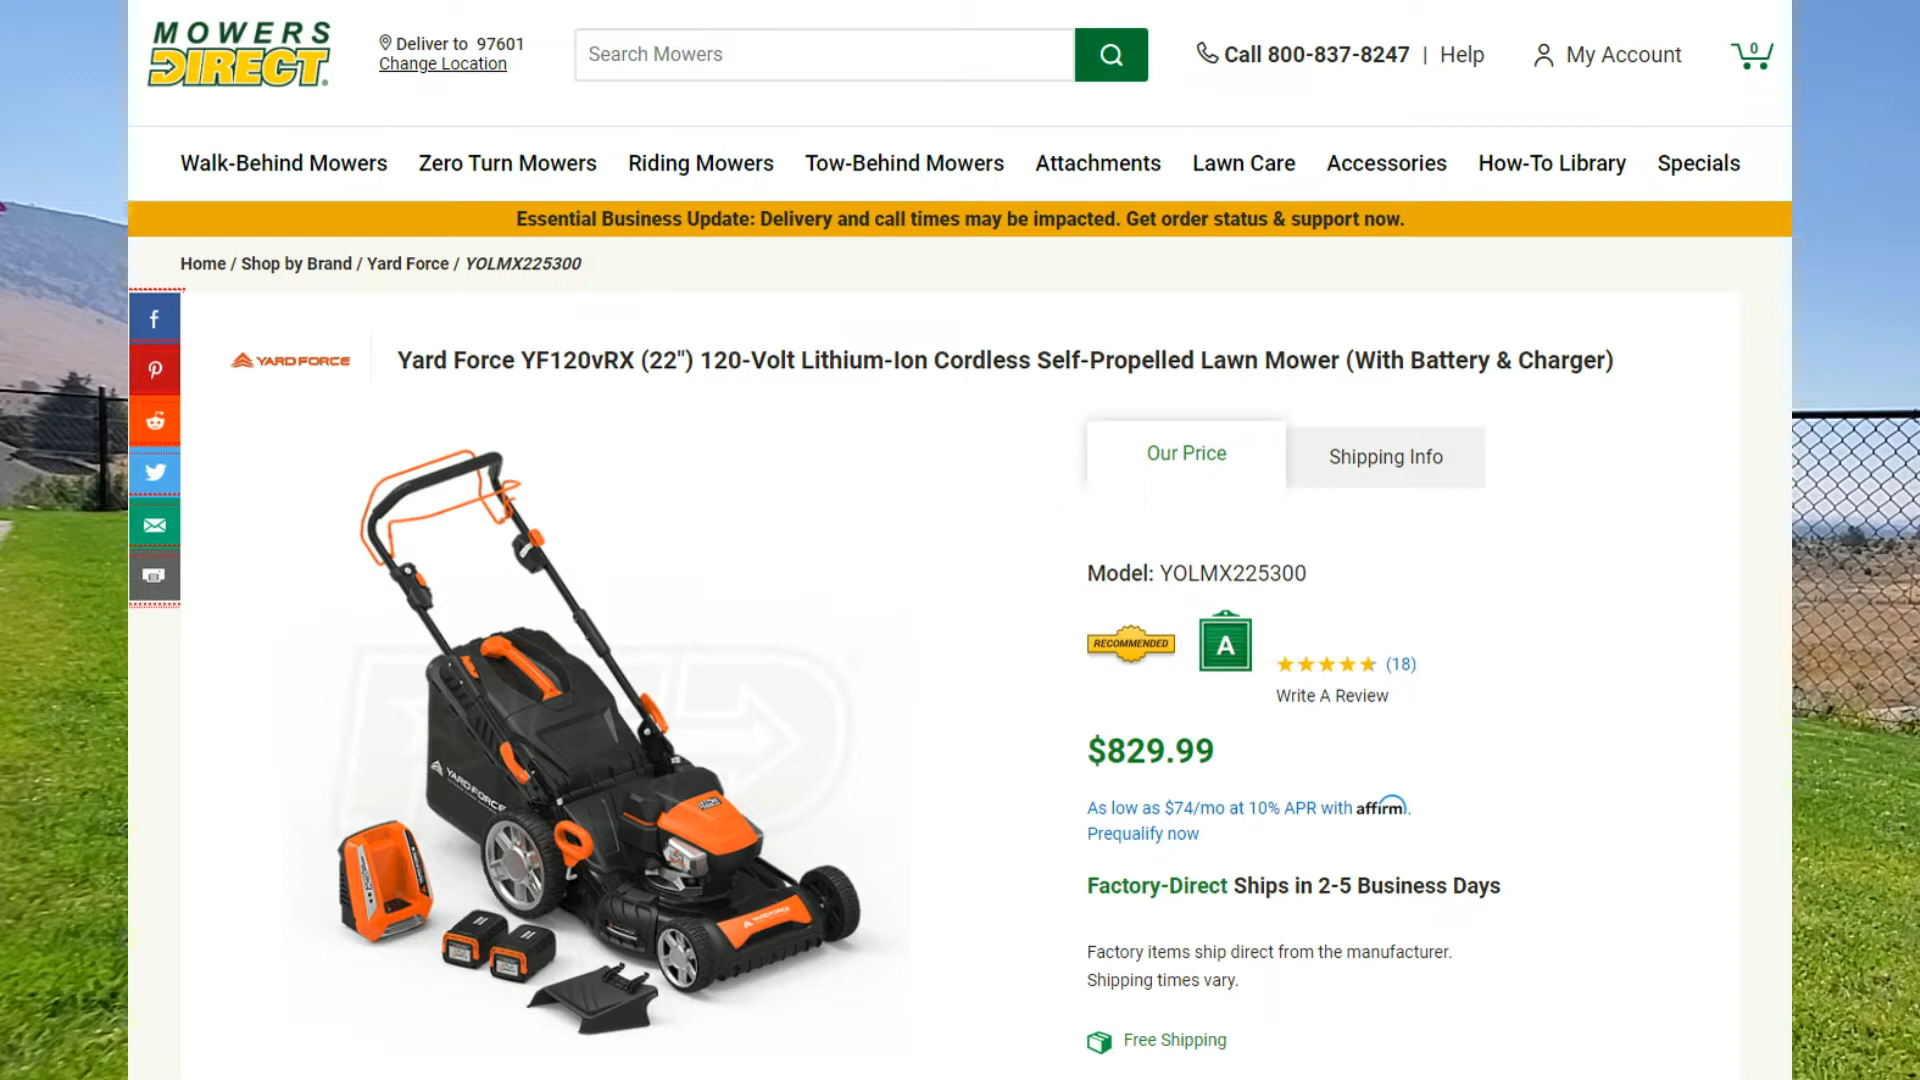 MOWERS
DIRECT
Deliver to 97601
Change Location
Search Mowers
Call 800-837-8247 | Help
My Account
0
Walk-Behind Mowers
Zero Turn Mowers
Riding Mowers
Tow-Behind Mowers
Attachments
Lawn Care
Accessories
How-To Library
Specials
Essential Business Update: Delivery and call times may be impacted. Get order status & support now.
Home / Shop by Brand / Yard Force / YOLMX225300
YARD FORCE
Yard Force YF120vRX (22") 120-Volt Lithium-Ion Cordless Self-Propelled Lawn Mower (With Battery & Charger)
Our Price
Shipping Info
Model: YOLMX225300
RECOMMENDED
A
(18)
Write A Review
$829.99
As low as $74/mo at 10% APR with affirm.
Prequalify now
Factory-Direct Ships in 2-5 Business Days
Factory items ship direct from the manufacturer.
Shipping times vary.
Free Shipping
YARD FORCE
YARD FORCE